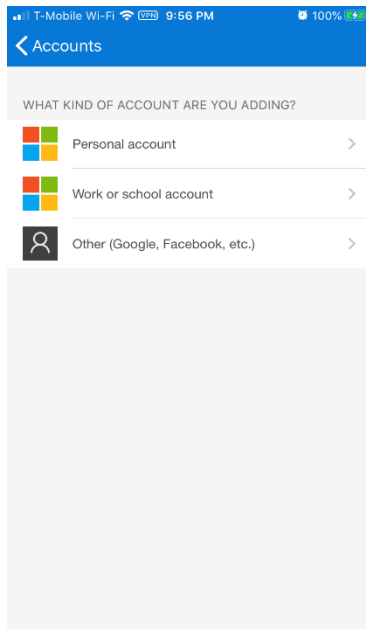 T-Mobile Wi-Fi VPN 9:56 PM 100%
Accounts
WHAT KIND OF ACCOUNT ARE YOU ADDING?
Personal account
Work or school account
Other (Google, Facebook, etc.)